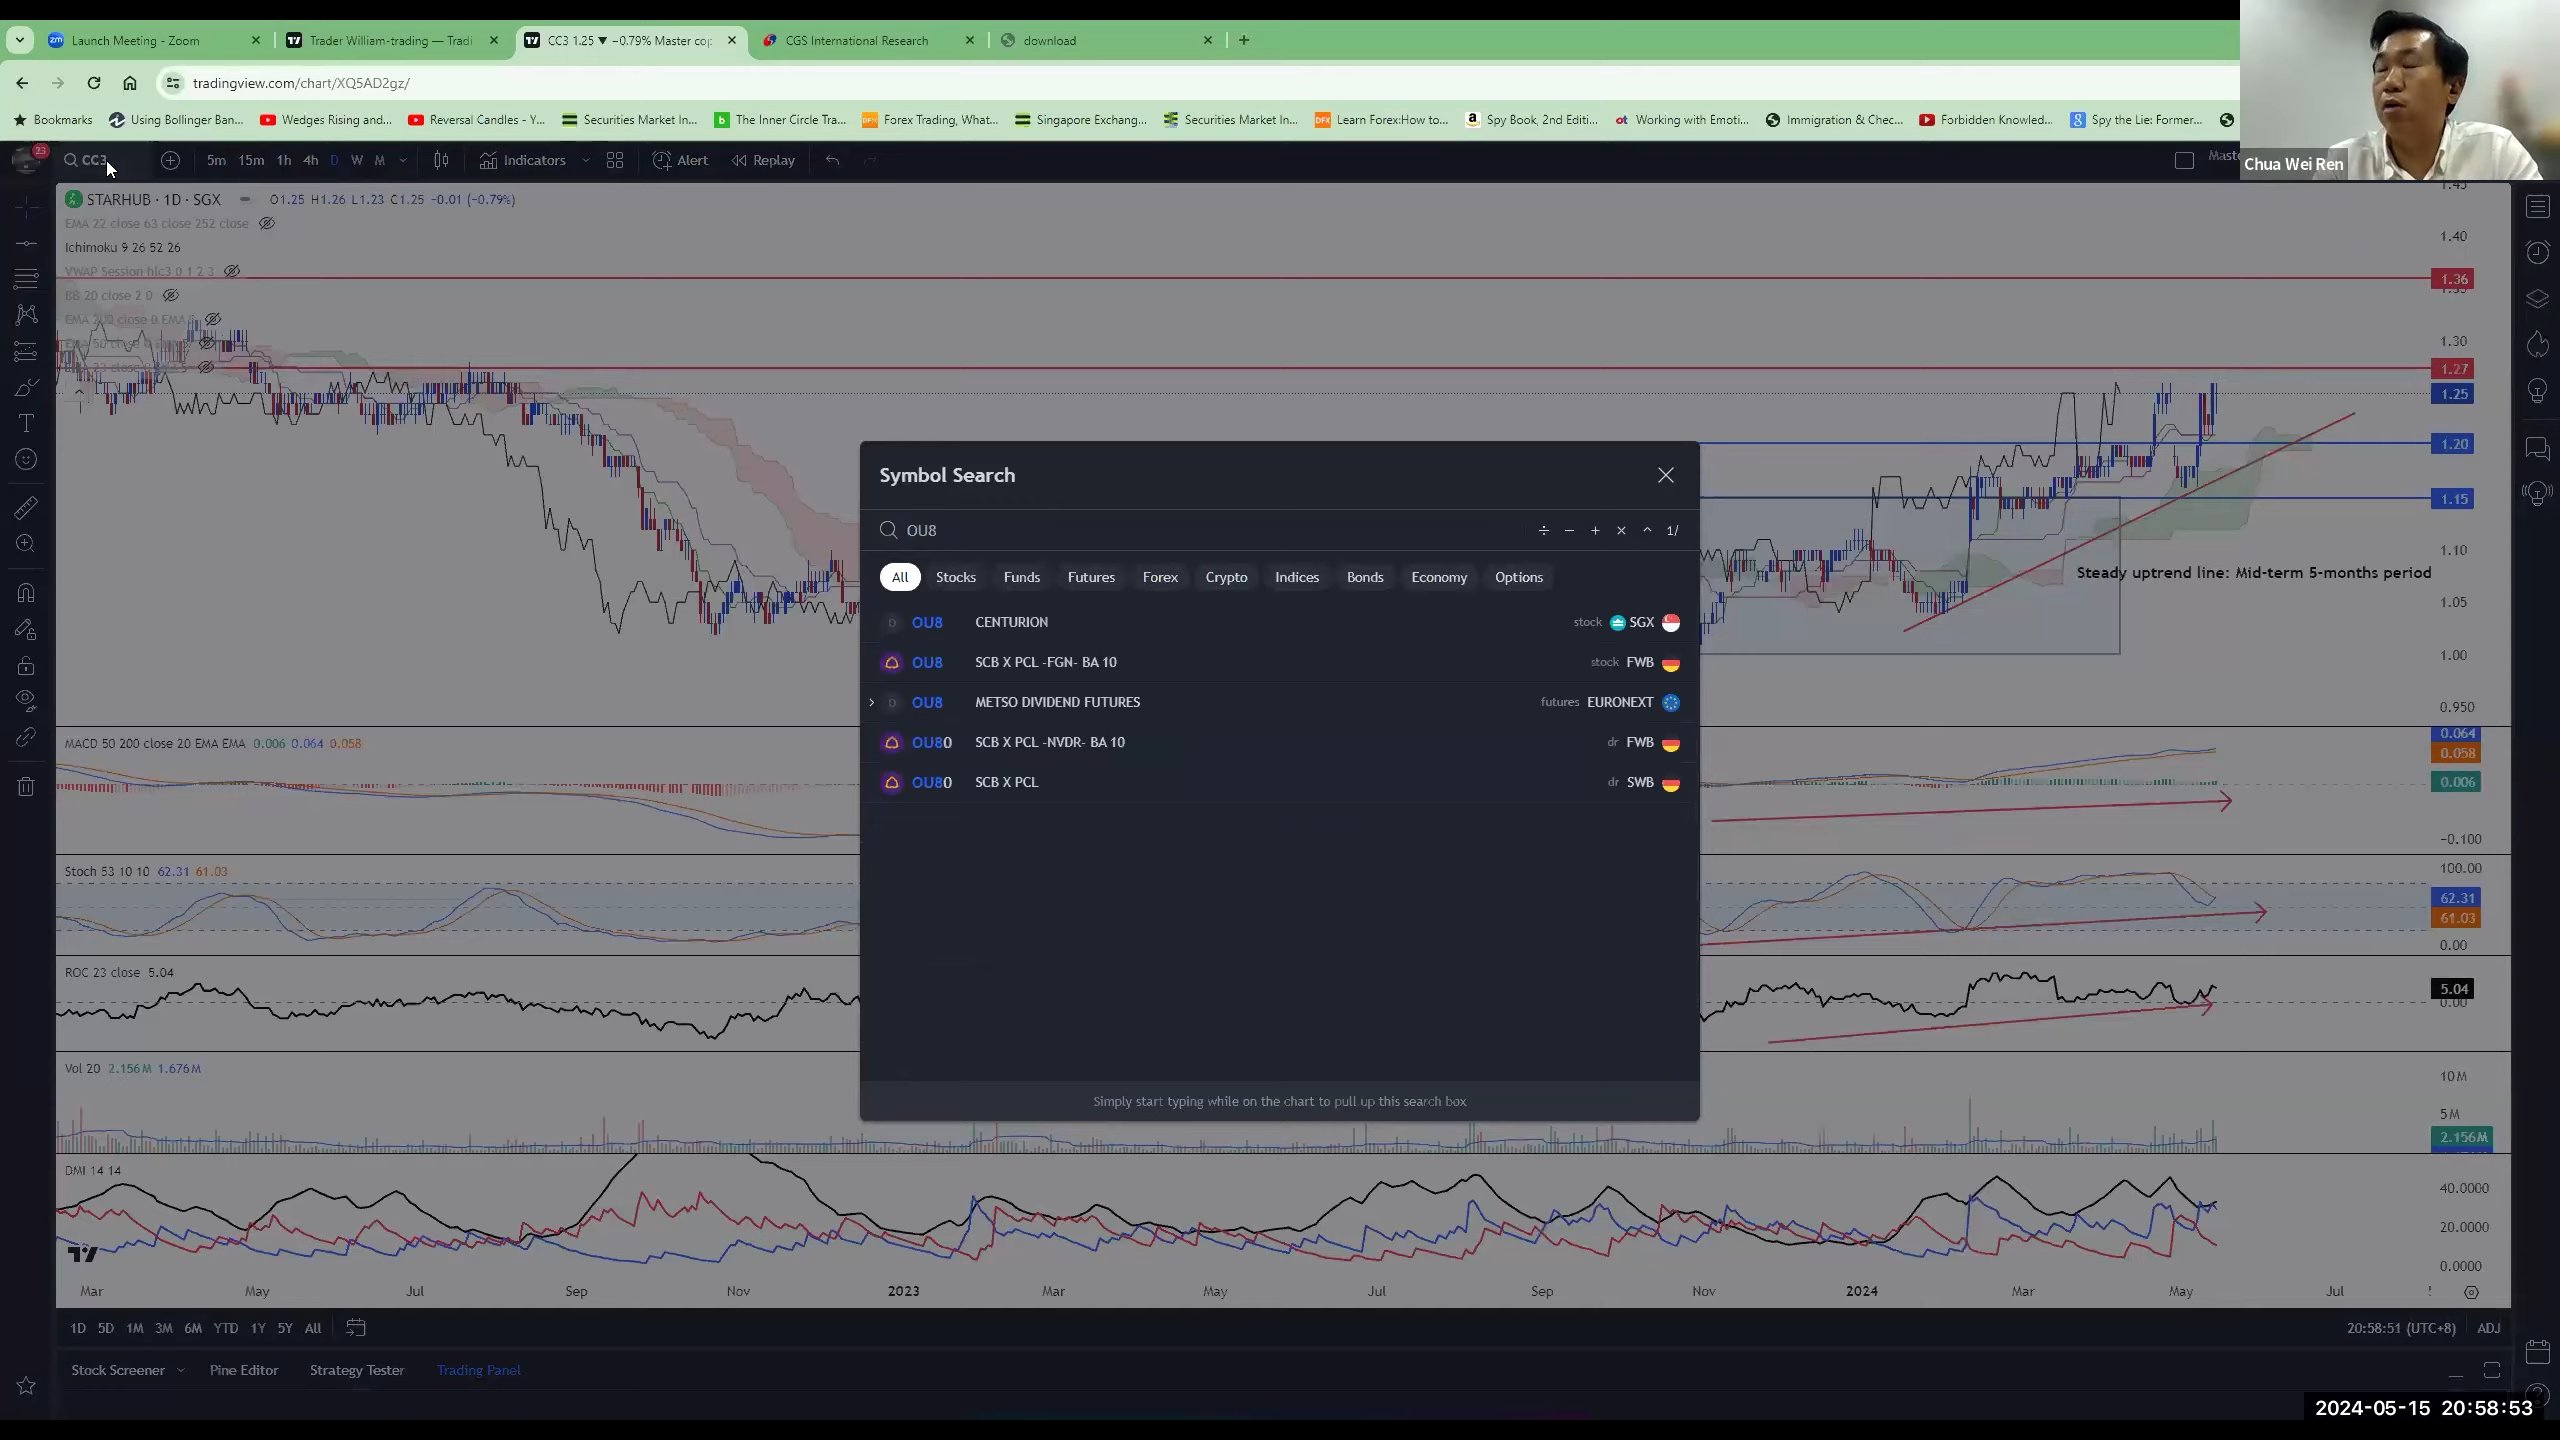 Launch Meeting - Zoom
Trader William-trading — Tradi
CC3 1.25 ▼ −0.79% Master cop
CGS International Research
download
tradingview.com/chart/XQ5AD2gz/
Bookmarks
Using Bollinger Ban...
Wedges Rising and...
Reversal Candles - Y...
Securities Market In...
The Inner Circle Tra...
Forex Trading, What...
Singapore Exchang...
Securities Market In...
Learn Forex:How to...
Spy Book, 2nd Editi...
Working with Emoti...
Immigration & Chec...
Forbidden Knowled...
Spy the Lie: Former...
Chua Wei Ren
23
CC3
5m 15m 1h 4h D W M
Indicators
Alert
Replay
STARHUB · 1D · SGX O1.25 H1.26 L1.23 C1.25 −0.01 (−0.79%)
EMA 22 close 63 close 252 close
Ichimoku 9 26 52 26
VWAP Session hlc3 0 1 2 3
BB 20 close 2 0
1.40
1.36
1.30
1.27
1.25
1.20
1.15
1.10
1.05
1.00
0.950
Steady uptrend line: Mid-term 5-months period
Symbol Search
OU8
÷ − + × ^ 1/
All Stocks Funds Futures Forex Crypto Indices Bonds Economy Options
OU8 CENTURION stock SGX
OU8 SCB X PCL -FGN- BA 10 stock FWB
OU8 METSO DIVIDEND FUTURES futures EURONEXT
OU80 SCB X PCL -NVDR- BA 10 dr FWB
OU80 SCB X PCL dr SWB
Simply start typing while on the chart to pull up this search box
MACD 50 200 close 20 EMA EMA 0.006 0.064 0.058
0.064
0.058
0.006
−0.100
Stoch 53 10 10 62.31 61.03
100.00
62.31
61.03
0.00
ROC 23 close 5.04
5.04
0.00
Vol 20 2.156M 1.676M
10M
5M
2.156M
DMI 14 14
40.0000
20.0000
0.0000
Mar May Jul Sep Nov 2023 Mar May Jul Sep Nov 2024 Mar May Jul
1D 5D 1M 3M 6M YTD 1Y 5Y All
20:58:51 (UTC+8) ADJ
Stock Screener
Pine Editor
Strategy Tester
Trading Panel
2024-05-15 20:58:53